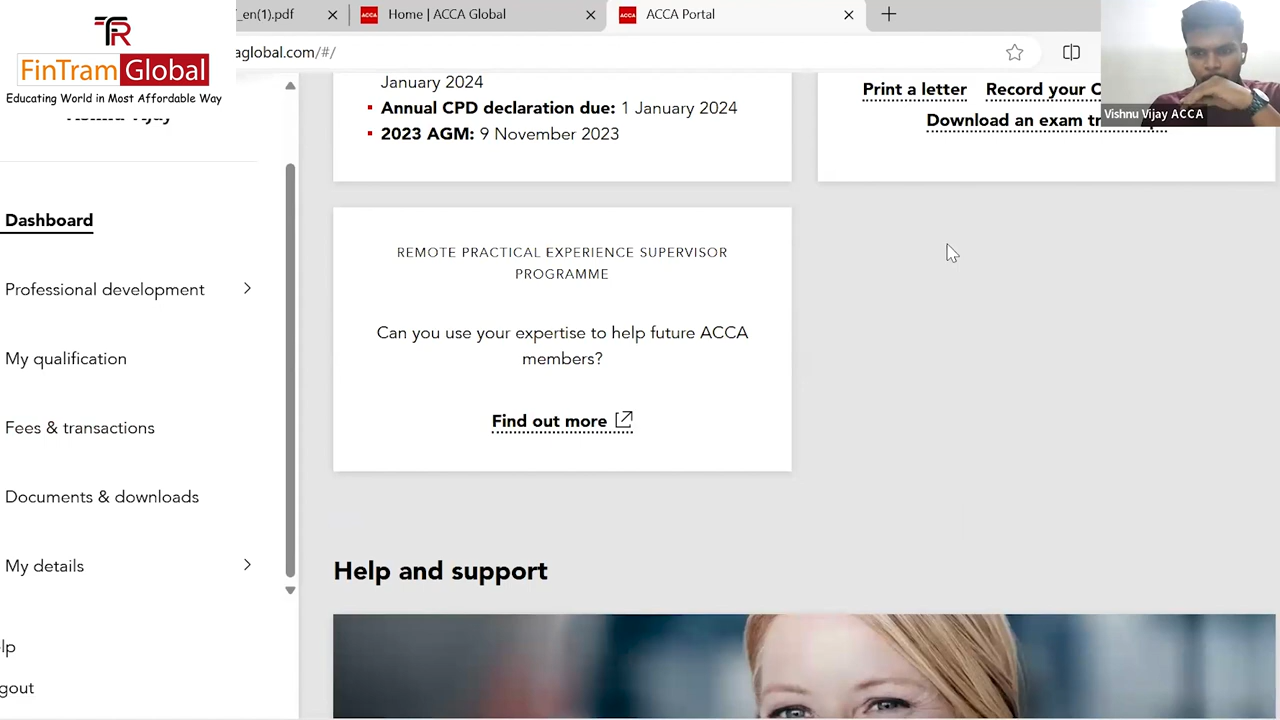 _en(1).pdf
Home | ACCA Global
ACCA Portal
TR
FinTram Global
Educating World in Most Affordable Way
aglobal.com/#/
Vishnu Vijay
Dashboard
Professional development
My qualification
Fees & transactions
Documents & downloads
My details
lp
gout
January 2024
Annual CPD declaration due: 1 January 2024
2023 AGM: 9 November 2023
Print a letter Record your C
Download an exam tr
Vishnu Vijay ACCA
REMOTE PRACTICAL EXPERIENCE SUPERVISOR
PROGRAMME
Can you use your expertise to help future ACCA
members?
Find out more
Help and support